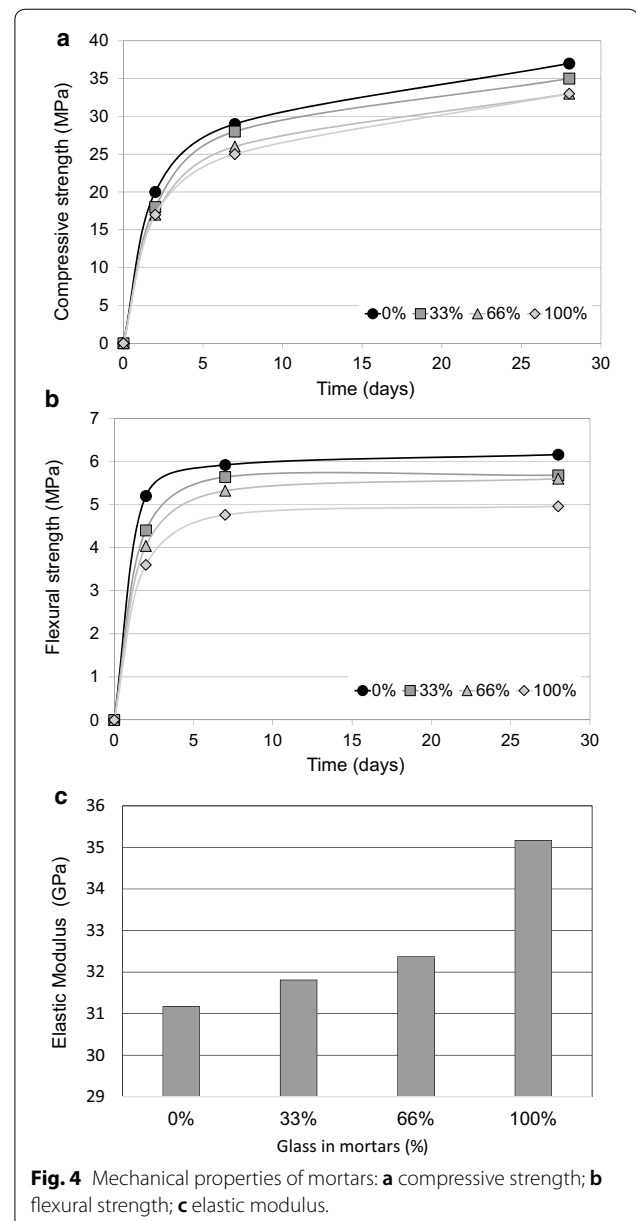 a
40
35
30
25
20
15
10
5
0
Compressive strength (MPa)
0%
33%
66%
100%
0 5 10 15 20 25 30
Time (days)
b
7
6
5
4
3
2
1
0
Flexural strength (MPa)
0%
33%
66%
100%
0 5 10 15 20 25 30
Time (days)
c
36
35
34
33
32
31
30
29
Elastic Modulus (GPa)
0% 33% 66% 100%
Glass in mortars (%)
Fig. 4 Mechanical properties of mortars: a compressive strength; b
flexural strength; c elastic modulus.